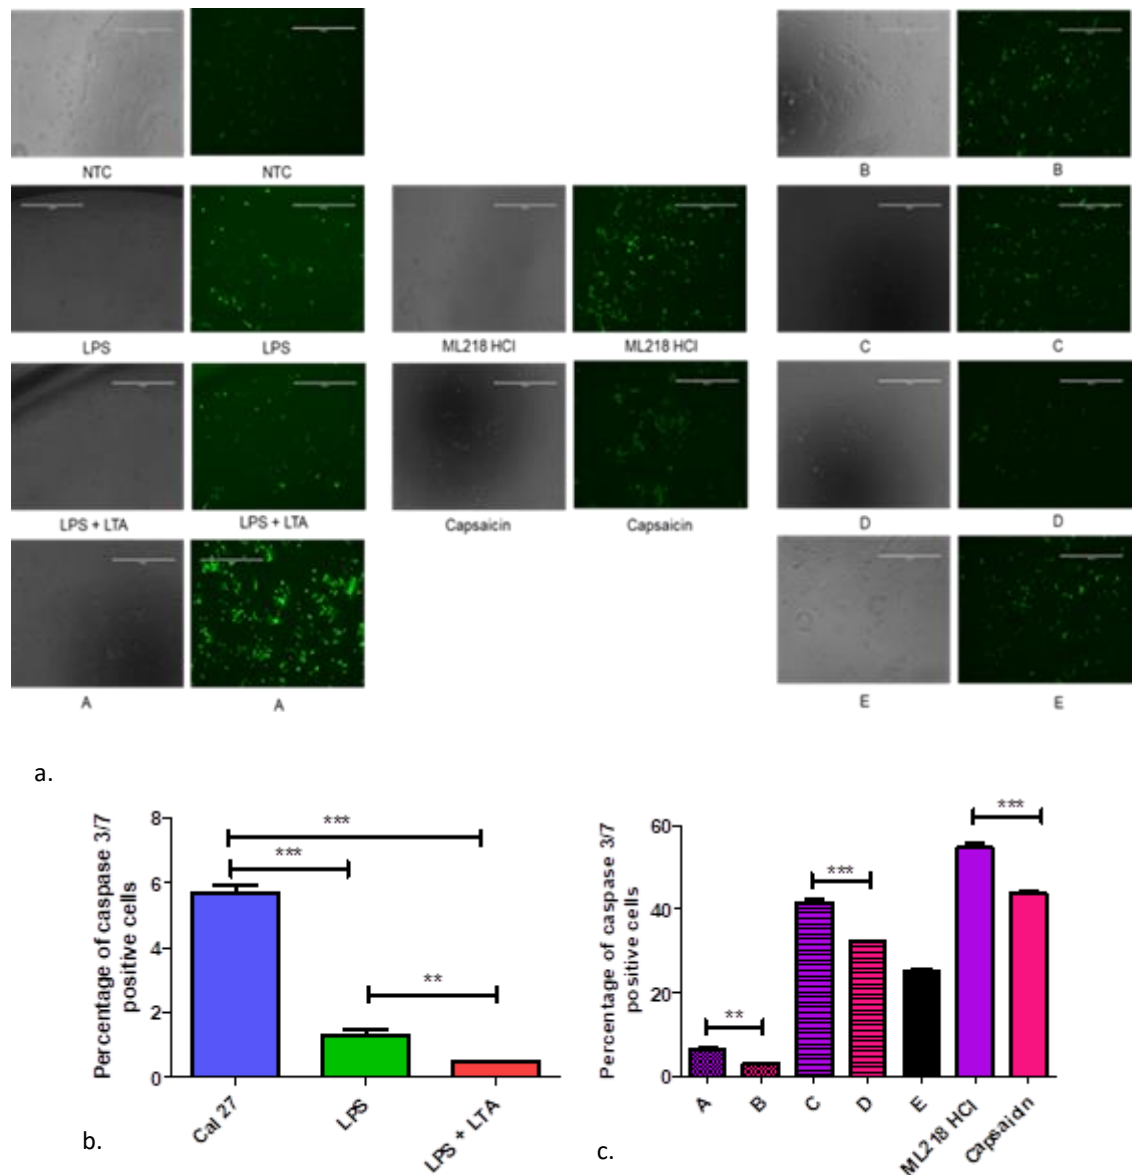 NTC NTC B B
LPS LPS ML218 HCl ML218 HCl C C
LPS + LTA LPS + LTA Capsaicin Capsaicin D D
A A E E
a.
Percentage of caspase 3/7
positive cells
8
6
4
2
0
***
***
**
Cal 27
LPS
LPS + LTA
b.
Percentage of caspase 3/7
positive cells
60
40
20
0
**
***
***
A
B
C
D
E
ML218 HCl
Capsaicin
c.